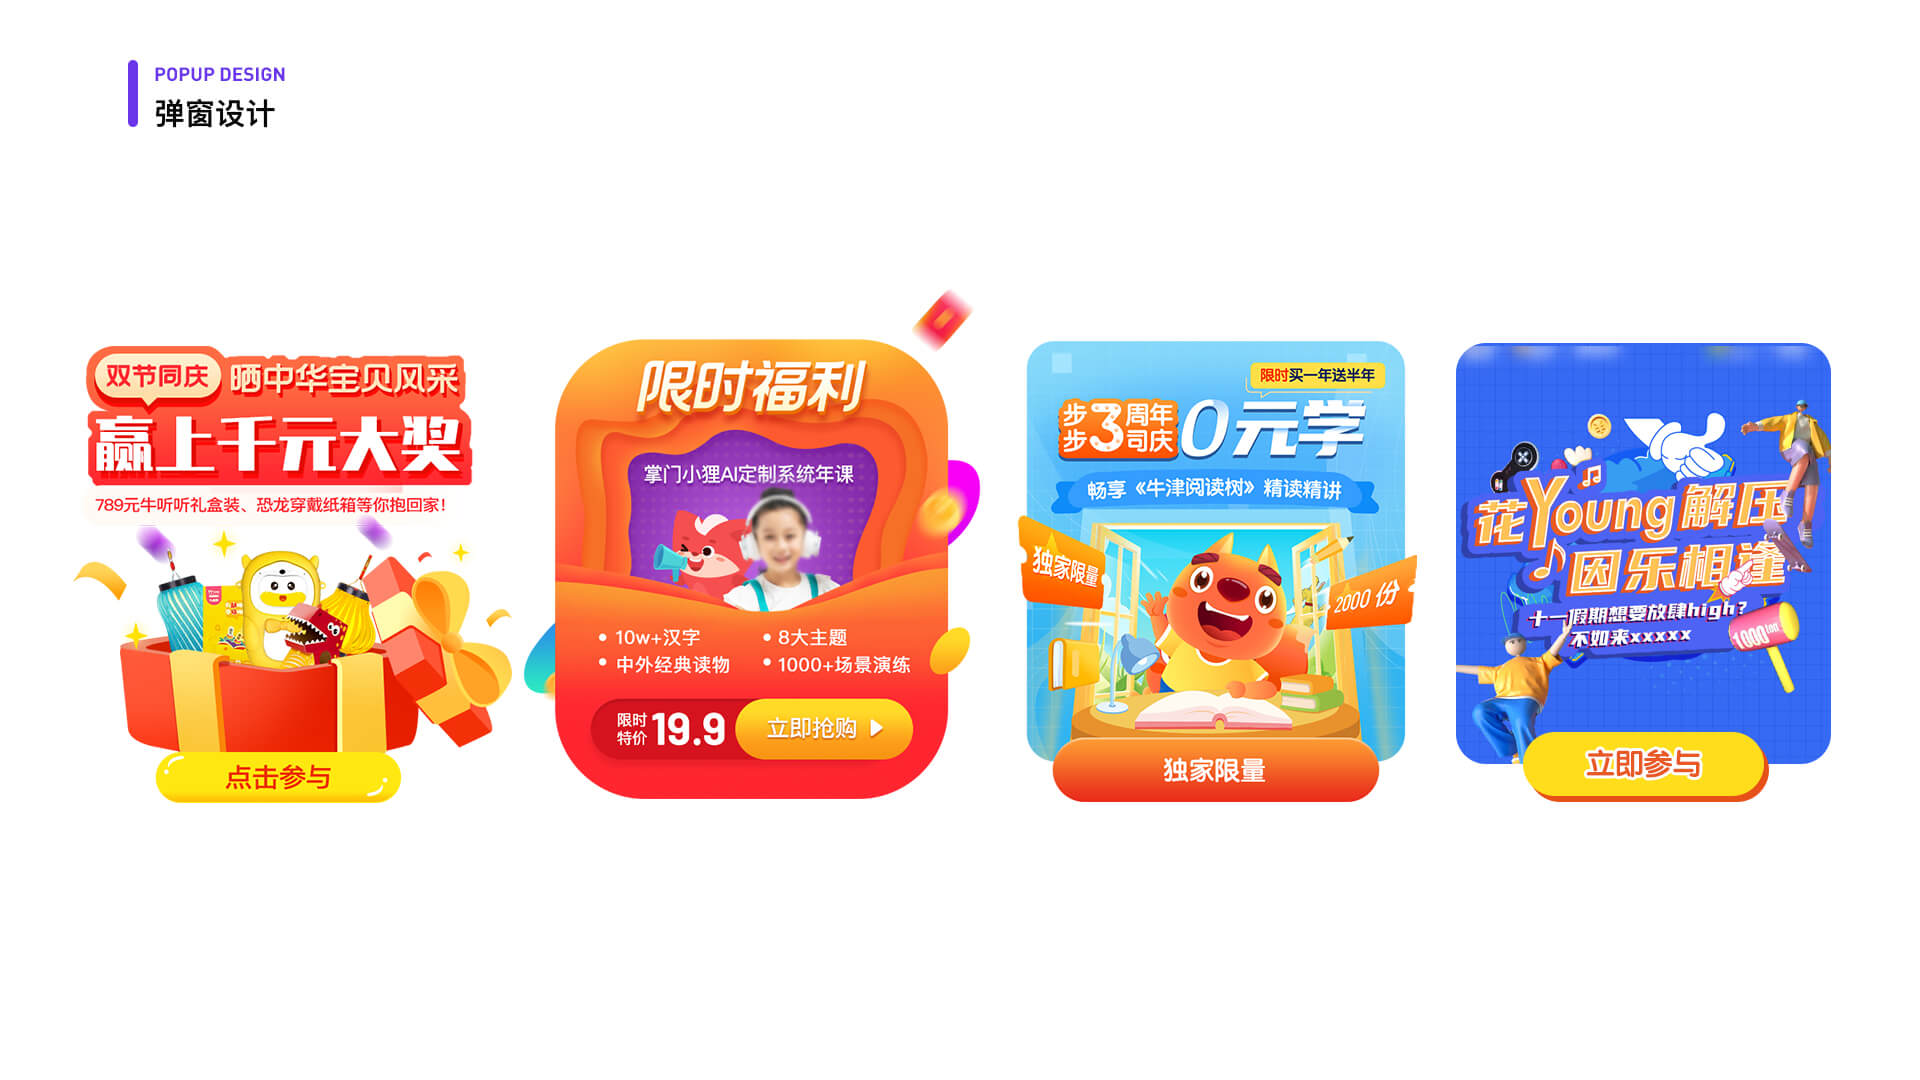 POPUP DESIGN
弹窗设计
双节同庆
晒中华宝贝风采
赢上千元大奖
789元牛听听礼盒装、恐龙穿戴纸箱等你抱回家！
点击参与
限时福利
掌门小狸AI定制系统年课
• 10w+汉字
• 8大主题
• 中外经典读物
• 1000+场景演练
限时
特价
19.9
立即抢购
限时买一年送半年
步步
3
周年
司庆
0元学
畅享《牛津阅读树》精读精讲
独家限量
2000 份
独家限量
花Young解压
因乐相逢
十一假期想要放肆high？
不如来xxxxx
1000ton
立即参与